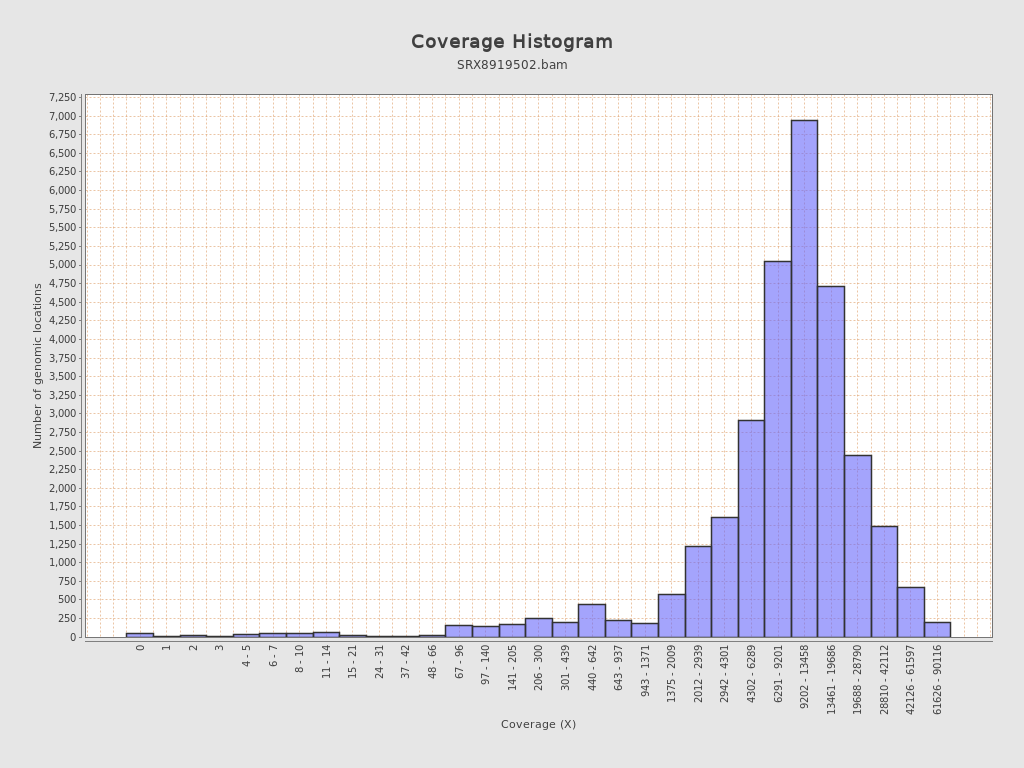 Coverage Histogram
SRX8919502.bam
Number of genomic locations
7,250
7,000
6,750
6,500
6,250
6,000
5,750
5,500
5,250
5,000
4,750
4,500
4,250
4,000
3,750
3,500
3,250
3,000
2,750
2,500
2,250
2,000
1,750
1,500
1,250
1,000
750
500
250
0
0
1
2
3
4 - 5
6 - 7
8 - 10
11 - 14
15 - 21
24 - 31
37 - 42
48 - 66
67 - 96
97 - 140
141 - 205
206 - 300
301 - 439
440 - 642
643 - 937
943 - 1371
1375 - 2009
2012 - 2939
2942 - 4301
4302 - 6289
6291 - 9201
9202 - 13458
13461 - 19686
19688 - 28790
28810 - 42112
42126 - 61597
61626 - 90116
Coverage (X)